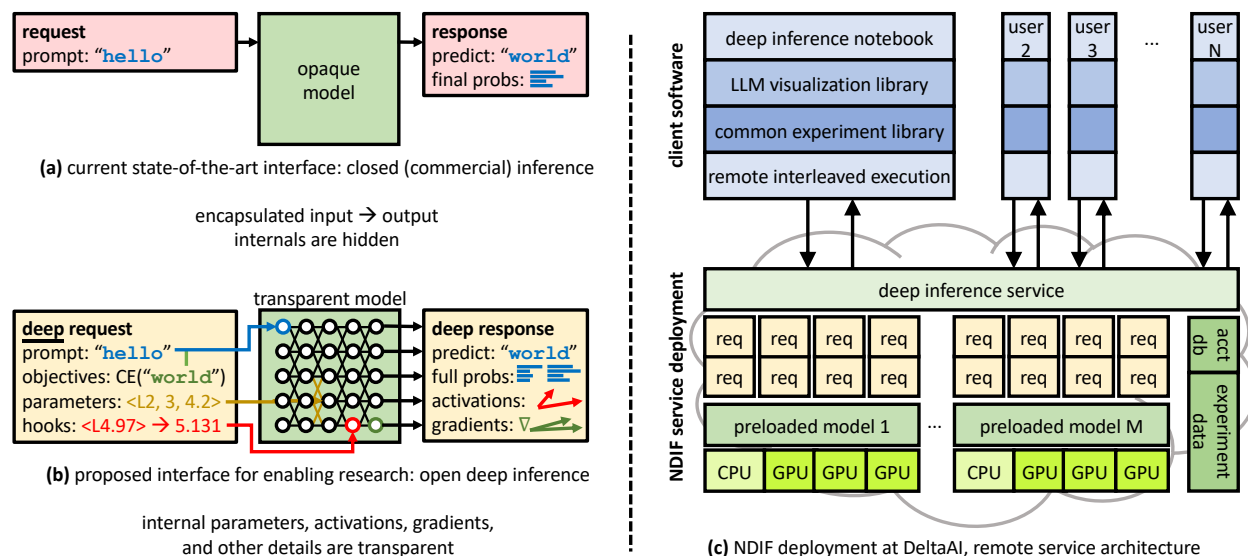 request
prompt: “hello”
opaque
model
response
predict: “world”
final probs:
(a) current state-of-the-art interface: closed (commercial) inference
encapsulated input → output
internals are hidden
transparent model
deep request
prompt: “hello”
objectives: CE(“world”)
parameters: <L2, 3, 4.2>
hooks: <L4.97> → 5.131
deep response
predict: “world”
full probs:
activations:
gradients: ∇
(b) proposed interface for enabling research: open deep inference
internal parameters, activations, gradients,
and other details are transparent
client software
deep inference notebook
LLM visualization library
common experiment library
remote interleaved execution
user
2
user
3
...
user
N
NDIF service deployment
deep inference service
req req req req
req req req req
preloaded model 1
CPU GPU GPU GPU
...
req req req req
req req req req
preloaded model M
CPU GPU GPU GPU
acct
db
experiment
data
(c) NDIF deployment at DeltaAI, remote service architecture